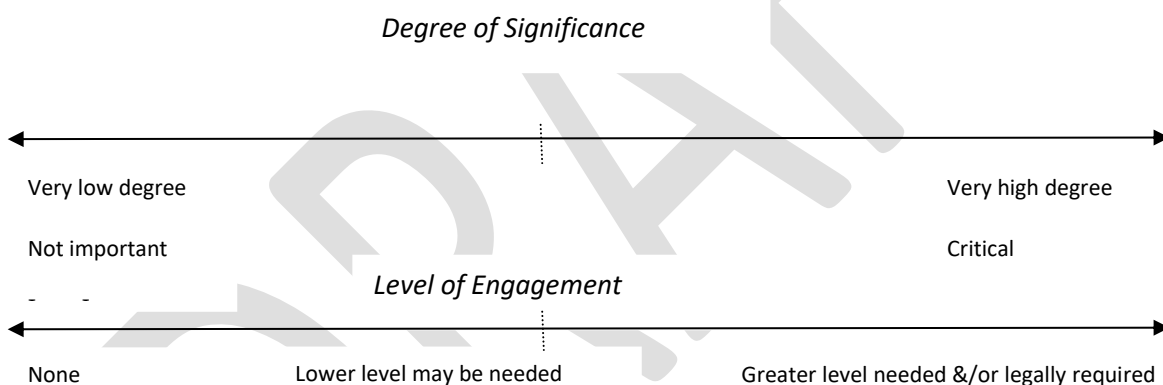 Degree of Significance
Very low degree Very high degree
Not important Critical
Level of Engagement
None Lower level may be needed Greater level needed &/or legally required